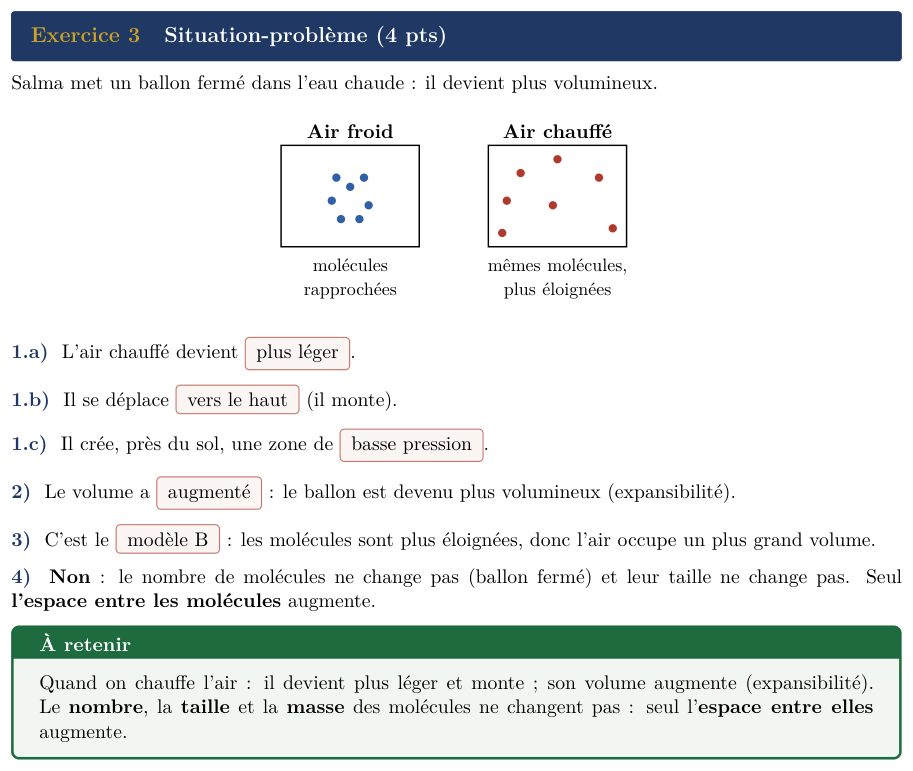 Exercice 3 Situation-problème (4 pts)
Salma met un ballon fermé dans l'eau chaude : il devient plus volumineux.
Air froid
Air chauffé
molécules
rapprochées
mêmes molécules,
plus éloignées
1.a) L'air chauffé devient plus léger.
1.b) Il se déplace vers le haut (il monte).
1.c) Il crée, près du sol, une zone de basse pression.
2) Le volume a augmenté : le ballon est devenu plus volumineux (expansibilité).
3) C'est le modèle B : les molécules sont plus éloignées, donc l'air occupe un plus grand volume.
4) Non : le nombre de molécules ne change pas (ballon fermé) et leur taille ne change pas. Seul
l'espace entre les molécules augmente.
À retenir
Quand on chauffe l'air : il devient plus léger et monte ; son volume augmente (expansibilité).
Le nombre, la taille et la masse des molécules ne changent pas : seul l'espace entre elles
augmente.